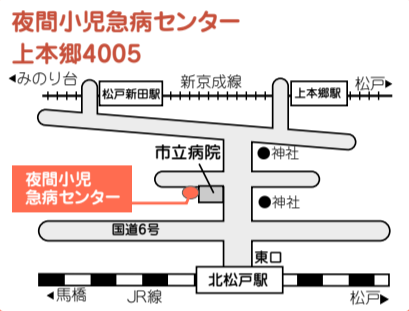 夜間小児急病センター
上本郷4005
◀みのり台
新京成線
松戸▶
松戸新田駅
上本郷駅
市立病院
●神社
夜間小児
急病センター
●神社
国道6号
東口
北松戸駅
◀馬橋
JR線
松戸▶